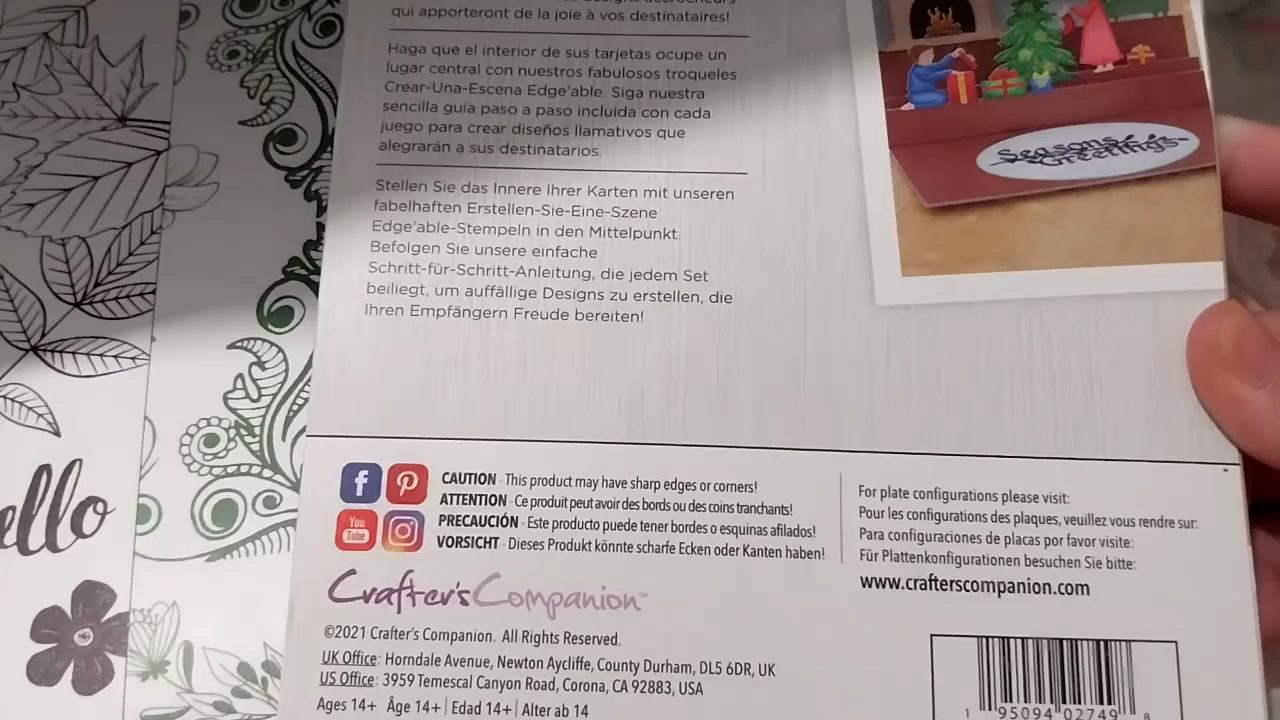 qui apporteront de la joie à vos destinataires!
Haga que el interior de sus tarjetas ocupe un
lugar central con nuestros fabulosos troqueles
Crear-Una-Escena Edge'able. Siga nuestra
sencilla guía paso a paso incluida con cada
juego para crear diseños llamativos que
alegrarán a sus destinatarios.
Stellen Sie das Innere Ihrer Karten mit unseren
fabelhaften Erstellen-Sie-Eine-Szene
Edge'able-Stempeln in den Mittelpunkt.
Befolgen Sie unsere einfache
Schritt-für-Schritt-Anleitung, die jedem Set
beiliegt, um auffällige Designs zu erstellen, die
Ihren Empfängern Freude bereiten!
Seasons
Greetings
ello
You
Tube
CAUTION - This product may have sharp edges or corners!
ATTENTION - Ce produit peut avoir des bords ou des coins tranchants!
PRECAUCIÓN - Este producto puede tener bordes o esquinas afilados!
VORSICHT - Dieses Produkt könnte scharfe Ecken oder Kanten haben!
For plate configurations please visit:
Pour les configurations des plaques, veuillez vous rendre sur:
Para configuraciones de placas por favor visite:
Für Plattenkonfigurationen besuchen Sie bitte:
www.crafterscompanion.com
Crafter's Companion™
©2021 Crafter's Companion. All Rights Reserved.
UK Office: Horndale Avenue, Newton Aycliffe, County Durham, DL5 6DR, UK
US Office: 3959 Temescal Canyon Road, Corona, CA 92883, USA
Ages 14+ Âge 14+ | Edad 14+ | Alter ab 14
1 95094 02749 8